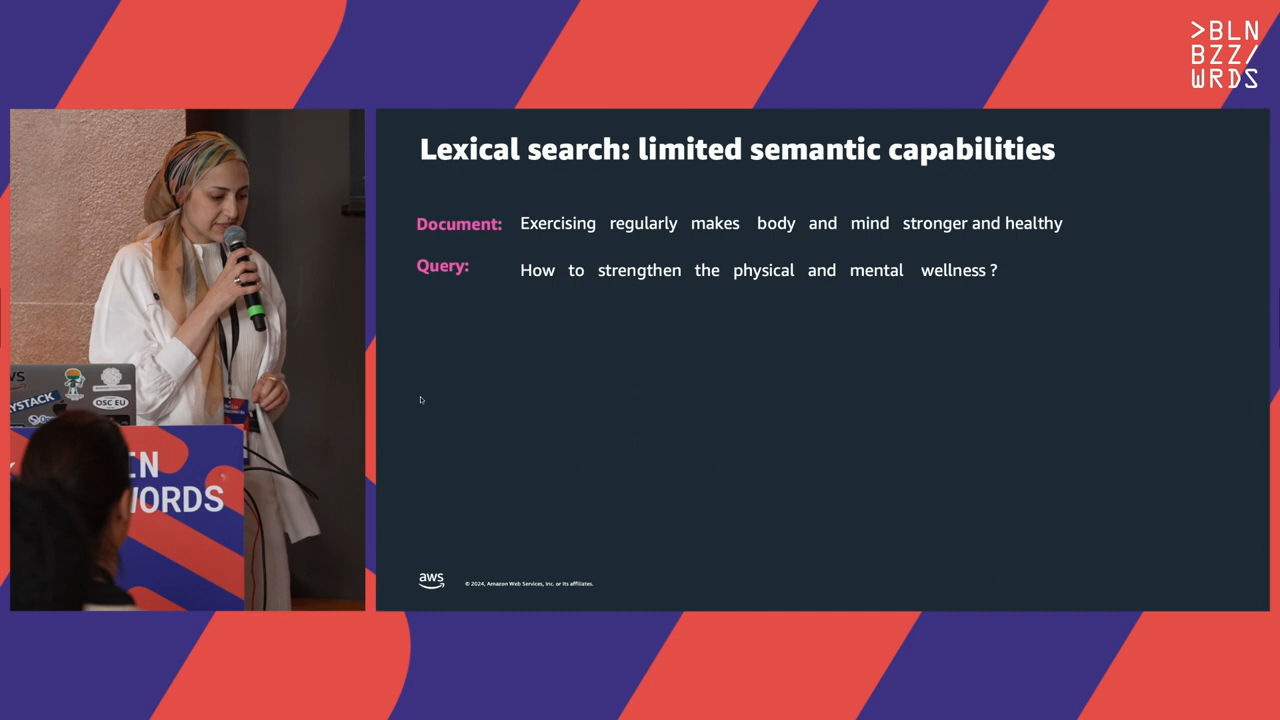 >BLN
BZZ/
WRDS
Lexical search: limited semantic capabilities
Document: Exercising regularly makes body and mind stronger and healthy
Query: How to strengthen the physical and mental wellness ?
aws
© 2024, Amazon Web Services, Inc. or its affiliates.
OSC EU
YSTACK
WORDS